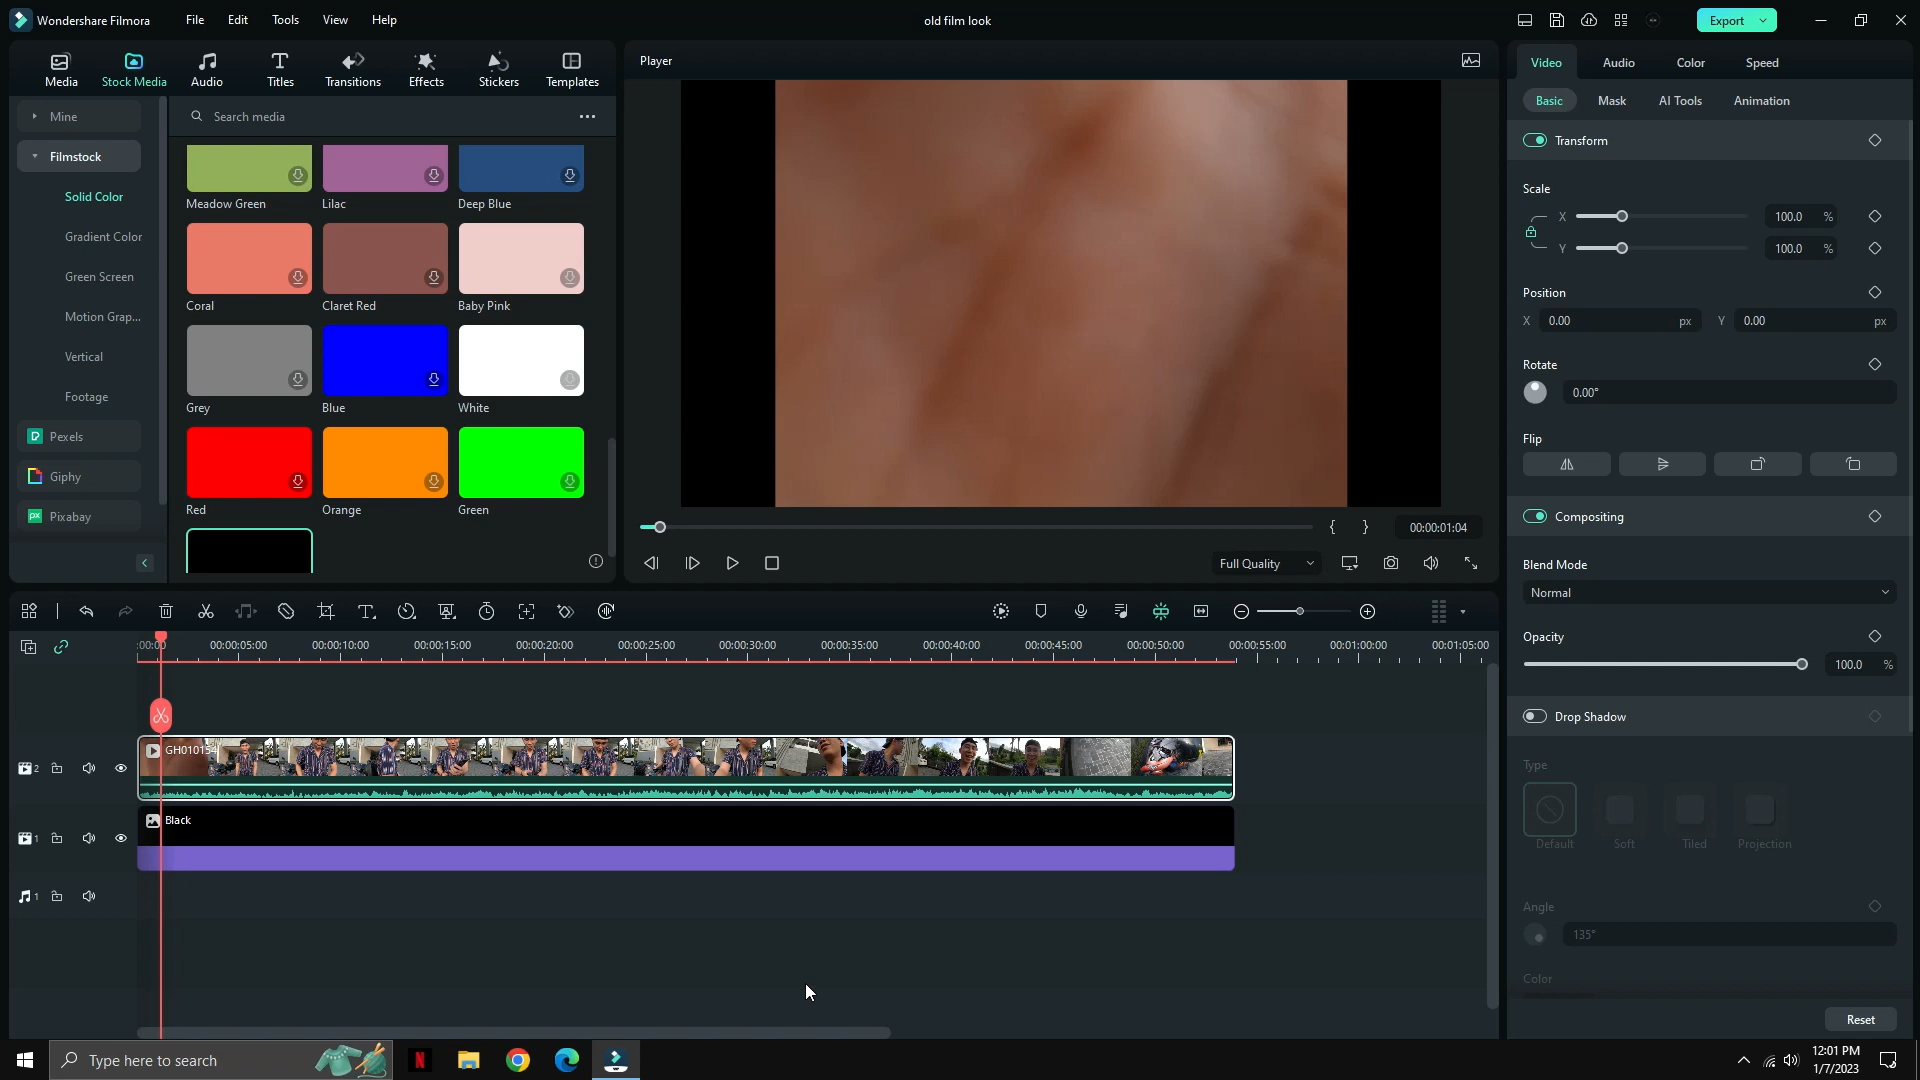 Wondershare Filmora
File
Edit
Tools
View
Help
old film look
Export
Media
Stock Media
Audio
Titles
Transitions
Effects
Stickers
Templates
Mine
Filmstock
Solid Color
Gradient Color
Green Screen
Motion Grap...
Vertical
Footage
Pexels
Giphy
Pixabay
Search media
Meadow Green
Lilac
Deep Blue
Coral
Claret Red
Baby Pink
Grey
Blue
White
Red
Orange
Green
Player
{ }
00:00:01:04
Full Quality
Video
Audio
Color
Speed
Basic
Mask
AI Tools
Animation
Transform
Scale
X 100.0 %
Y 100.0 %
Position
X 0.00 px Y 0.00 px
Rotate
0.00°
Flip
Compositing
Blend Mode
Normal
Opacity
100.0 %
Drop Shadow
Type
Default
Soft
Tiled
Projection
Angle
135°
Color
Reset
:00:00 00:00:05:00 00:00:10:00 00:00:15:00 00:00:20:00 00:00:25:00 00:00:30:00 00:00:35:00 00:00:40:00 00:00:45:00 00:00:50:00 00:00:55:00 00:01:00:00 00:01:05:00
2
GH010154
1
Black
1
Type here to search
12:01 PM
1/7/2023